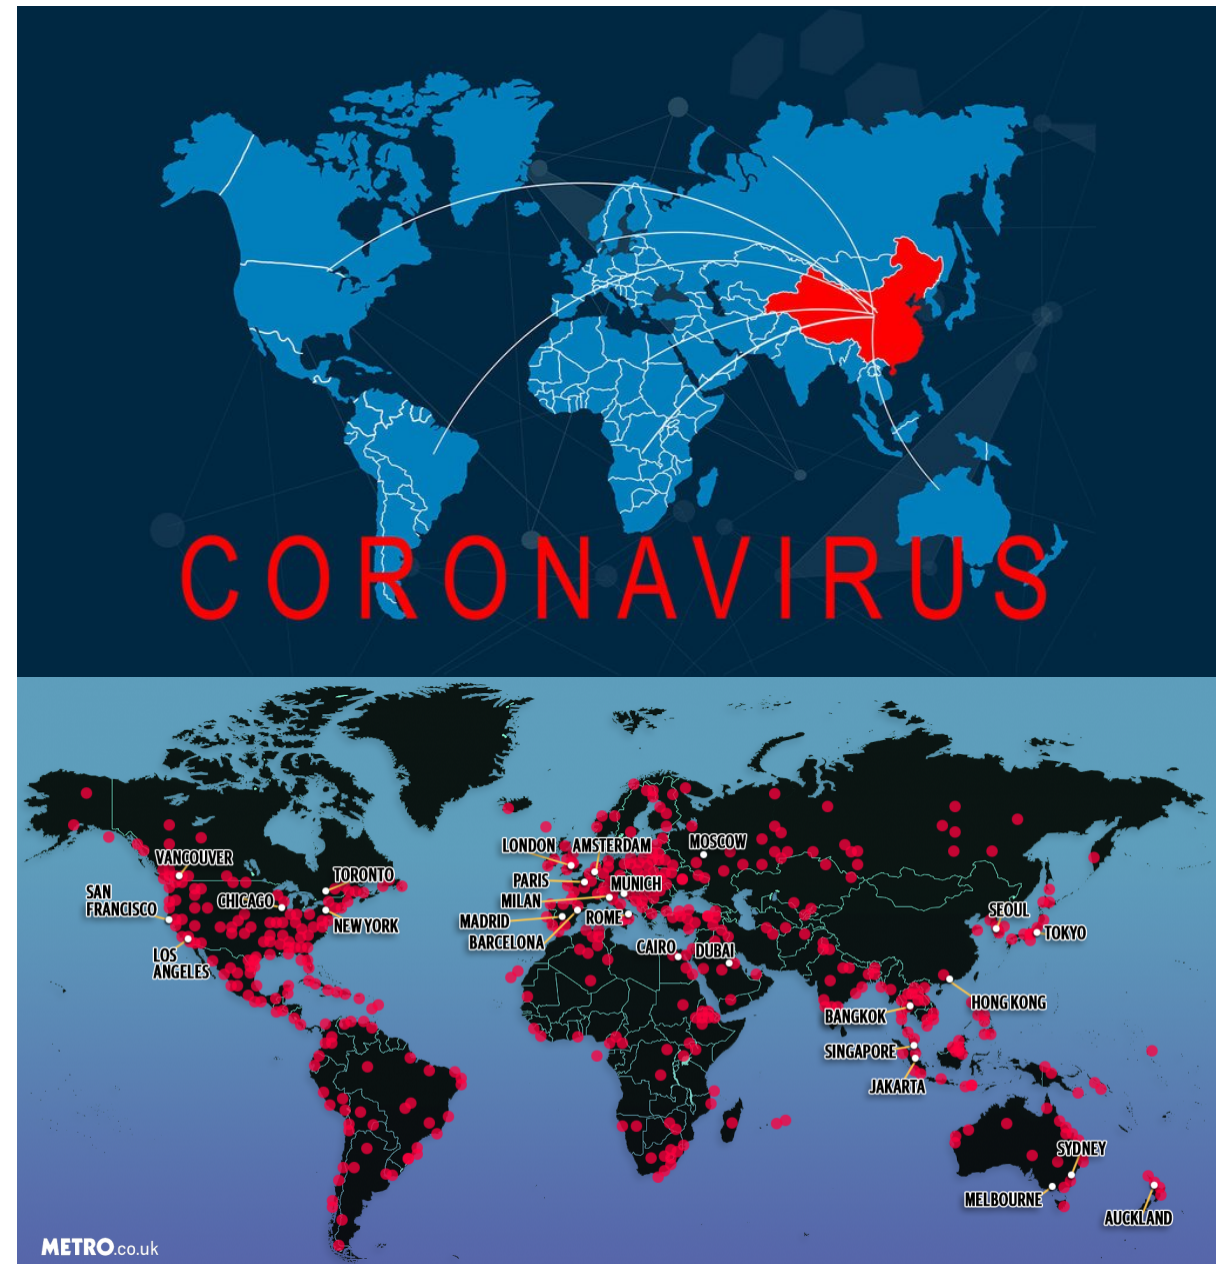 CORONAVIRUS
LONDON
AMSTERDAM
MOSCOW
VANCOUVER
TORONTO
PARIS
MUNICH
SAN
FRANCISCO
CHICAGO
MILAN
NEW YORK
MADRID
ROME
SEOUL
TOKYO
BARCELONA
CAIRO
DUBAI
LOS
ANGELES
HONG KONG
BANGKOK
SINGAPORE
JAKARTA
SYDNEY
MELBOURNE
AUCKLAND
METRO.co.uk